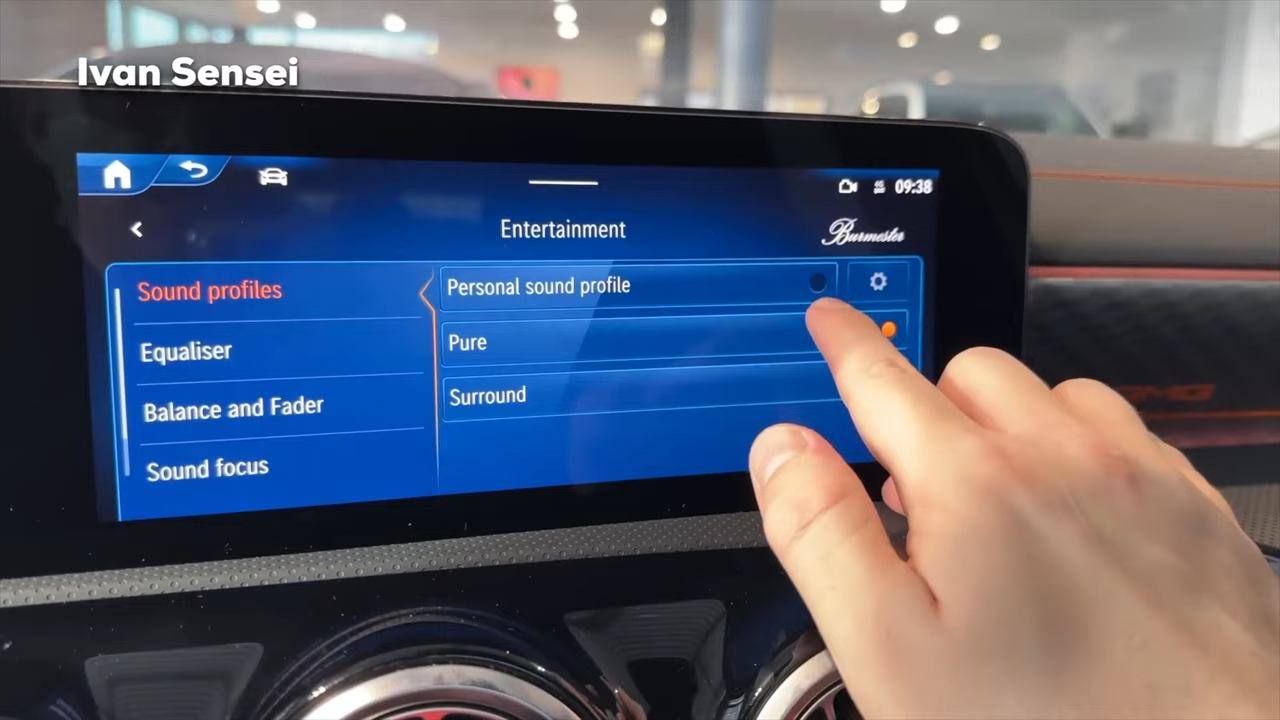 Ivan Sensei
09:38
Entertainment
Burmester
Sound profiles
Equaliser
Balance and Fader
Sound focus
Personal sound profile
Pure
Surround
AMG